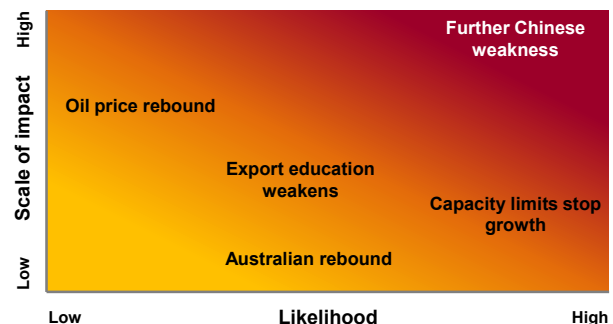 High
Further Chinese
weakness
Oil price rebound
Scale of impact
Export education
weakens
Capacity limits stop
growth
Australian rebound
Low
Low
Likelihood
High